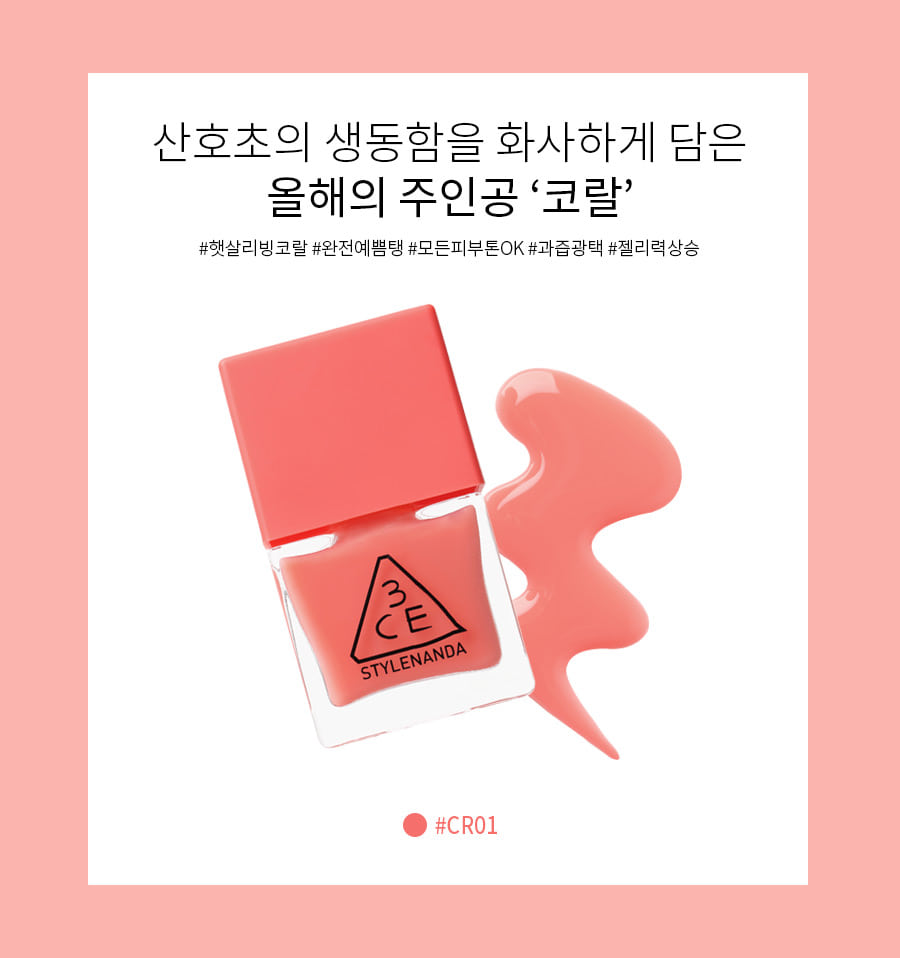 산호초의 생동함을 화사하게 담은
올해의 주인공 ‘코랄’
#햇살리빙코랄 #완전예쁨탱 #모든피부톤OK #과즙광택 #젤리력상승
3
CE
STYLENANDA
#CR01